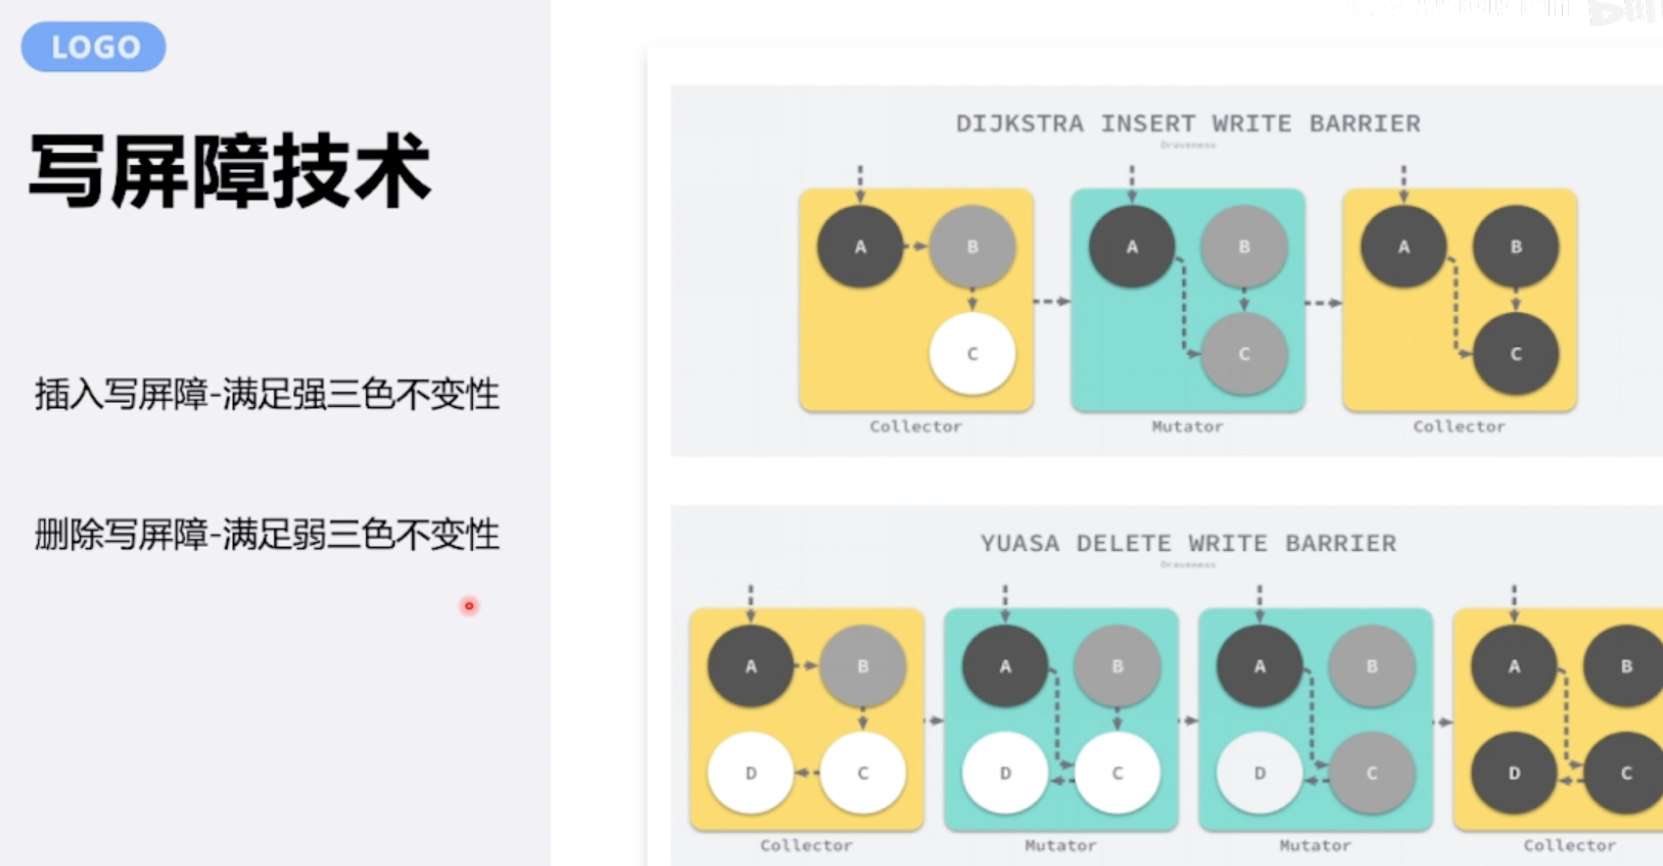 LOGO
写屏障技术
插入写屏障-满足强三色不变性
删除写屏障-满足弱三色不变性
DIJKSTRA INSERT WRITE BARRIER
Draveness
A B A B A B
C C C
Collector Mutator Collector
YUASA DELETE WRITE BARRIER
Draveness
A B A B A B A B
D C D C D C D C
Collector Mutator Mutator Collector